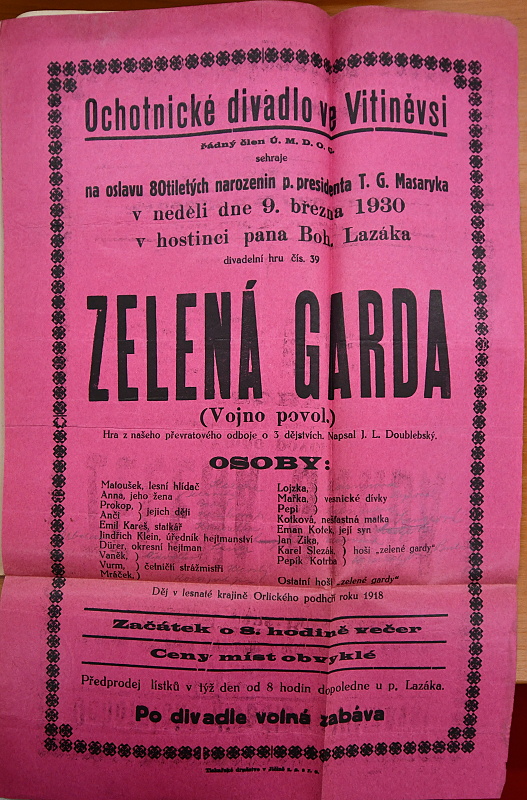 Ochotnické divadlo ve Vitiněvsi
řádný člen Ú. M. D. O. Č.
sehraje
na oslavu 80tiletých narozenin p. presidenta T. G. Masaryka
v neděli dne 9. března 1930
v hostinci pana Boh. Lazáka
divadelní hru čís. 39
ZELENÁ GARDA
(Vojno povol.)
Hra z našeho převratového odboje o 3 dějstvích. Napsal J. L. Doublebský.
OSOBY:
Matoušek, lesní hlídač
Anna, jeho žena
Prokop, ) jejich děti
Anči )
Emil Kareš, statkář
Jindřich Klein, úředník hejtmanství
Dürer, okresní hejtman
Vaněk, )
Vurm, ) četničtí strážmistři
Mráček, )
Lojzka, )
Mařka, ) vesnické dívky
Pepi )
Kotková, nešťastná matka
Eman Kotek, její syn
Jan Zika, )
Karel Slezák, ) hoši „zelené gardy"
Pepík Kotrba )
Ostatní hoši „zelené gardy"
Děj v lesnaté krajině Orlického podhoří roku 1918
Začátek o 8. hodině večer
Ceny míst obvyklé
Předprodej lístků v týž den od 8 hodin dopoledne u p. Lazáka.
Po divadle volná zábava
Tiskařské družstvo v Jičíně